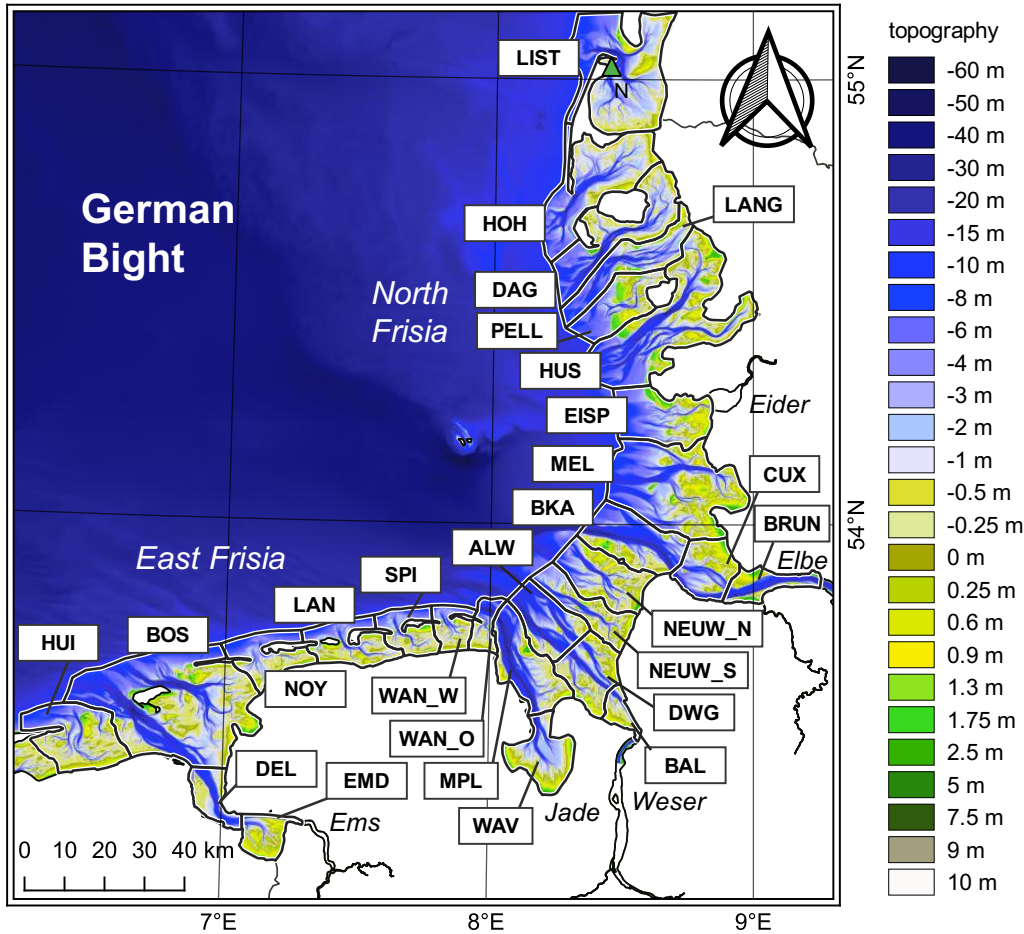 topography
-60 m
-50 m
-40 m
-30 m
-20 m
-15 m
-10 m
-8 m
-6 m
-4 m
-3 m
-2 m
-1 m
-0.5 m
-0.25 m
0 m
0.25 m
0.6 m
0.9 m
1.3 m
1.75 m
2.5 m
5 m
7.5 m
9 m
10 m
LIST
N
55°N
German
Bight
HOH
LANG
North
Frisia
DAG
PELL
HUS
EISP
Eider
MEL
CUX
BKA
BRUN
54°N
ALW
Elbe
East Frisia
SPI
LAN
HUI
BOS
NEUW_N
NEUW_S
NOY
WAN_W
DWG
WAN_O
BAL
DEL
EMD
MPL
Weser
Jade
Ems
WAV
0 10 20 30 40 km
7°E
8°E
9°E